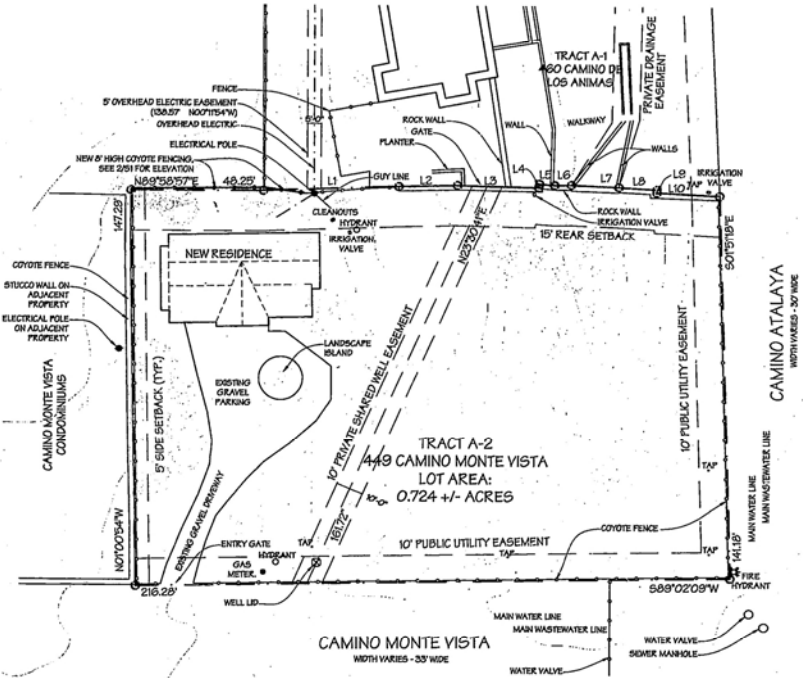 TRACT A-1
460 CAMINO DE
LOS ANIMAS
PRIVATE DRAINAGE
EASEMENT
FENCE
5' OVERHEAD ELECTRIC EASEMENT
(138.57' N00°11'54"W)
OVERHEAD ELECTRIC
5'-0"
ELECTRICAL POLE
NEW 8' HIGH COYOTE FENCING,
SEE 2/S1 FOR ELEVATION
ROCK WALL
GATE
PLANTER
WALL
WALKWAY
WALLS
N89°58'57"E
48.25'
L1
GUY LINE
L2
L3
L4
L5
L6
L7
L8
L9
L10
TAP
IRRIGATION
VALVE
147.29'
CLEANOUTS
HYDRANT
IRRIGATION
VALVE
ROCK WALL
IRRIGATION VALVE
15' REAR SETBACK
N23°30'41"E
S01°51'18"E
NEW RESIDENCE
COYOTE FENCE
STUCCO WALL ON
ADJACENT
PROPERTY
ELECTRICAL POLE
ON ADJACENT
PROPERTY
LANDSCAPE
ISLAND
EXISTING
GRAVEL
PARKING
CAMINO MONTE VISTA
CONDOMINIUMS
5' SIDE SETBACK (TYP.)
10' PRIVATE SHARED WELL EASEMENT
10' PUBLIC UTILITY EASEMENT
CAMINO ATALAYA
WIDTH VARIES - 30' WIDE
TRACT A-2
449 CAMINO MONTE VISTA
LOT AREA:
0.724 +/- ACRES
10'-0"
161.72'
TAP
MAIN WATER LINE
MAIN WASTEWATER LINE
N01°00'54"W
EXISTING GRAVEL DRIVEWAY
ENTRY GATE
HYDRANT
GAS
METER
TAP
10' PUBLIC UTILITY EASEMENT
TAP
COYOTE FENCE
TAP
141.18'
FIRE
HYDRANT
216.28'
WELL LID
S89°02'09"W
MAIN WATER LINE
MAIN WASTEWATER LINE
WATER VALVE
WATER VALVE
SEWER MANHOLE
CAMINO MONTE VISTA
WIDTH VARIES - 33' WIDE